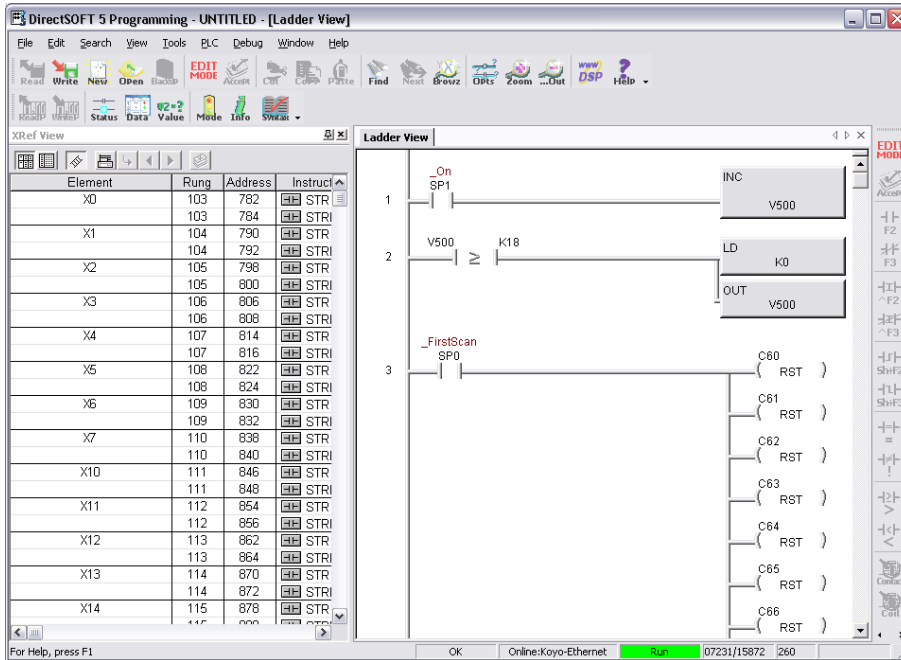 DirectSOFT 5 Programming - UNTITLED - [Ladder View]
File Edit Search View Tools PLC Debug Window Help
Read Write New Open Backup EDIT MODE Accept Cut Copy Paste Find Next Browz Opts Zoom ...Out www DSP Help
ReadP WriteP Status Data Value Mode Info Syntax
XRef View
Element Rung Address Instruct
X0 103 782 STR
103 784 STRI
X1 104 790 STR
104 792 STRI
X2 105 798 STR
105 800 STRI
X3 106 806 STR
106 808 STRI
X4 107 814 STR
107 816 STRI
X5 108 822 STR
108 824 STRI
X6 109 830 STR
109 832 STRI
X7 110 838 STR
110 840 STRI
X10 111 846 STR
111 848 STRI
X11 112 854 STR
112 856 STRI
X12 113 862 STR
113 864 STRI
X13 114 870 STR
114 872 STRI
X14 115 878 STR
Ladder View
_On
SP1
1
INC
V500
V500 ≥ K18
2
LD
K0
OUT
V500
_FirstScan
SP0
3
C60
( RST )
C61
( RST )
C62
( RST )
C63
( RST )
C64
( RST )
C65
( RST )
C66
( RST )
EDIT
MODE
Accept
F2
F3
^F2
^F3
Sh+F2
Sh+F3
=
!
>
<
Contac
Coil
For Help, press F1 OK Online:Koyo-Ethernet Run 07231/15872 260